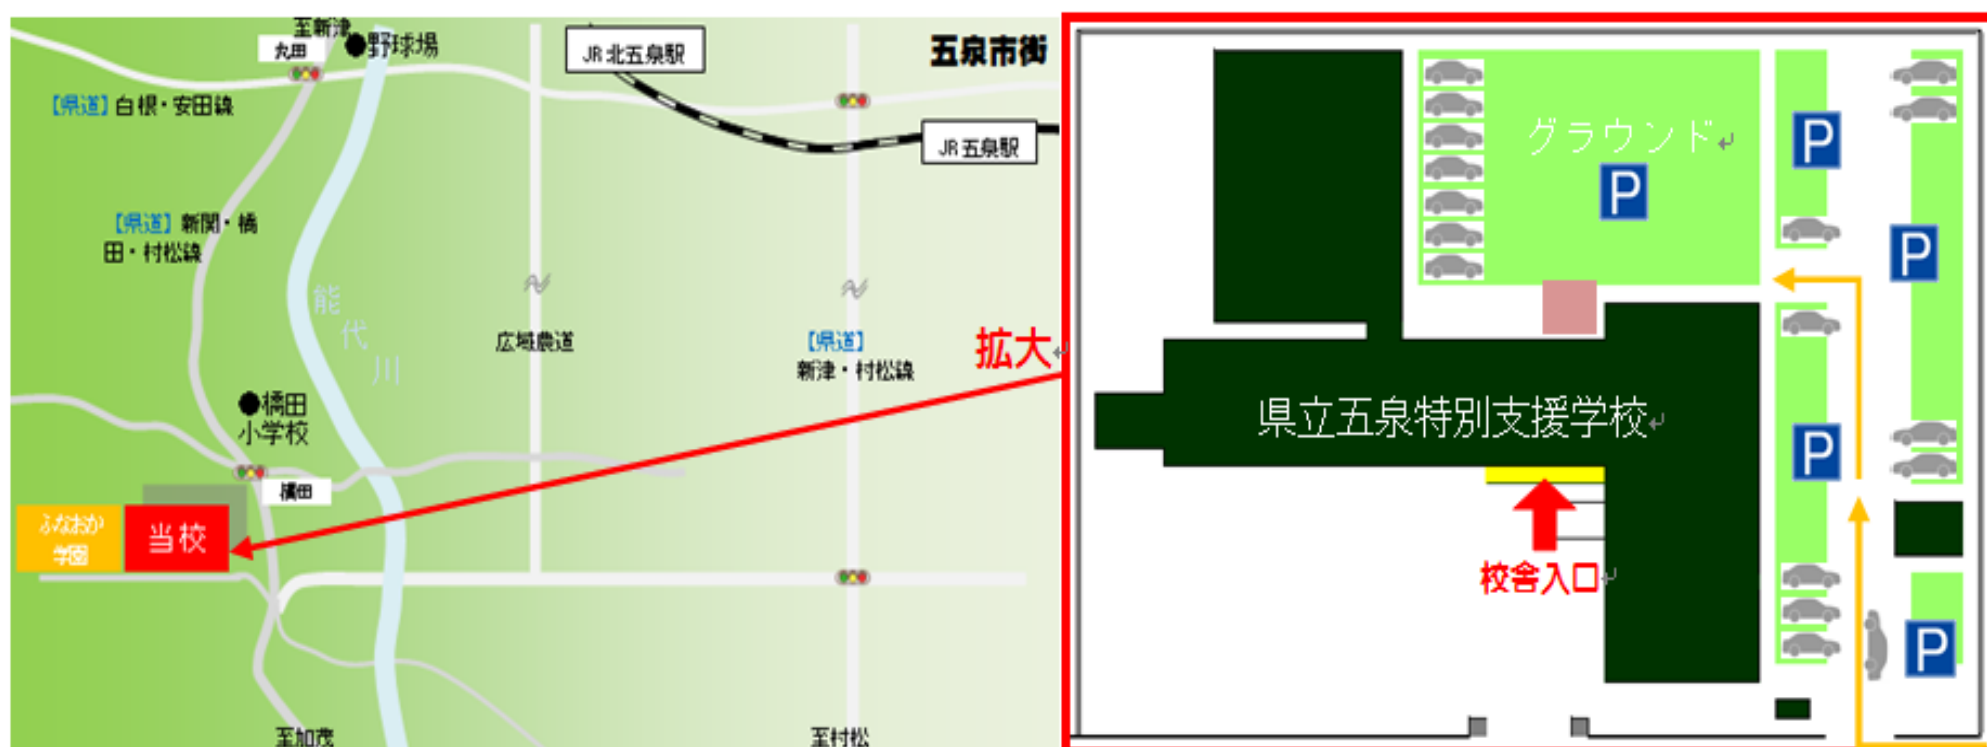 至新津
丸田
●野球場
JR北五泉駅
五泉市街
【県道】白根・安田線
JR五泉駅
【県道】新関・橋
田・村松線
能
代
川
広域農道
【県道】
新津・村松線
拡大
●橋田
小学校
橋田
ふなおか
学園
当校
至加茂
至村松
グラウンド
P
P
P
県立五泉特別支援学校
P
校舎入口
P